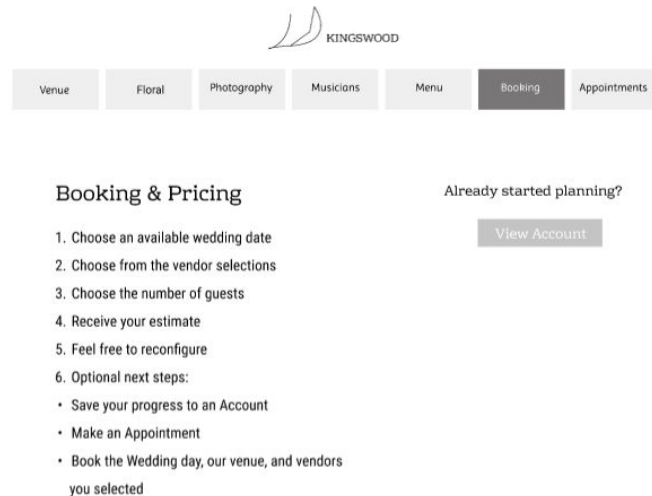 KINGSWOOD
Venue
Floral
Photography
Musicians
Menu
Booking
Appointments
Booking & Pricing
1. Choose an available wedding date
2. Choose from the vendor selections
3. Choose the number of guests
4. Receive your estimate
5. Feel free to reconfigure
6. Optional next steps:
• Save your progress to an Account
• Make an Appointment
• Book the Wedding day, our venue, and vendors
you selected
Already started planning?
View Account